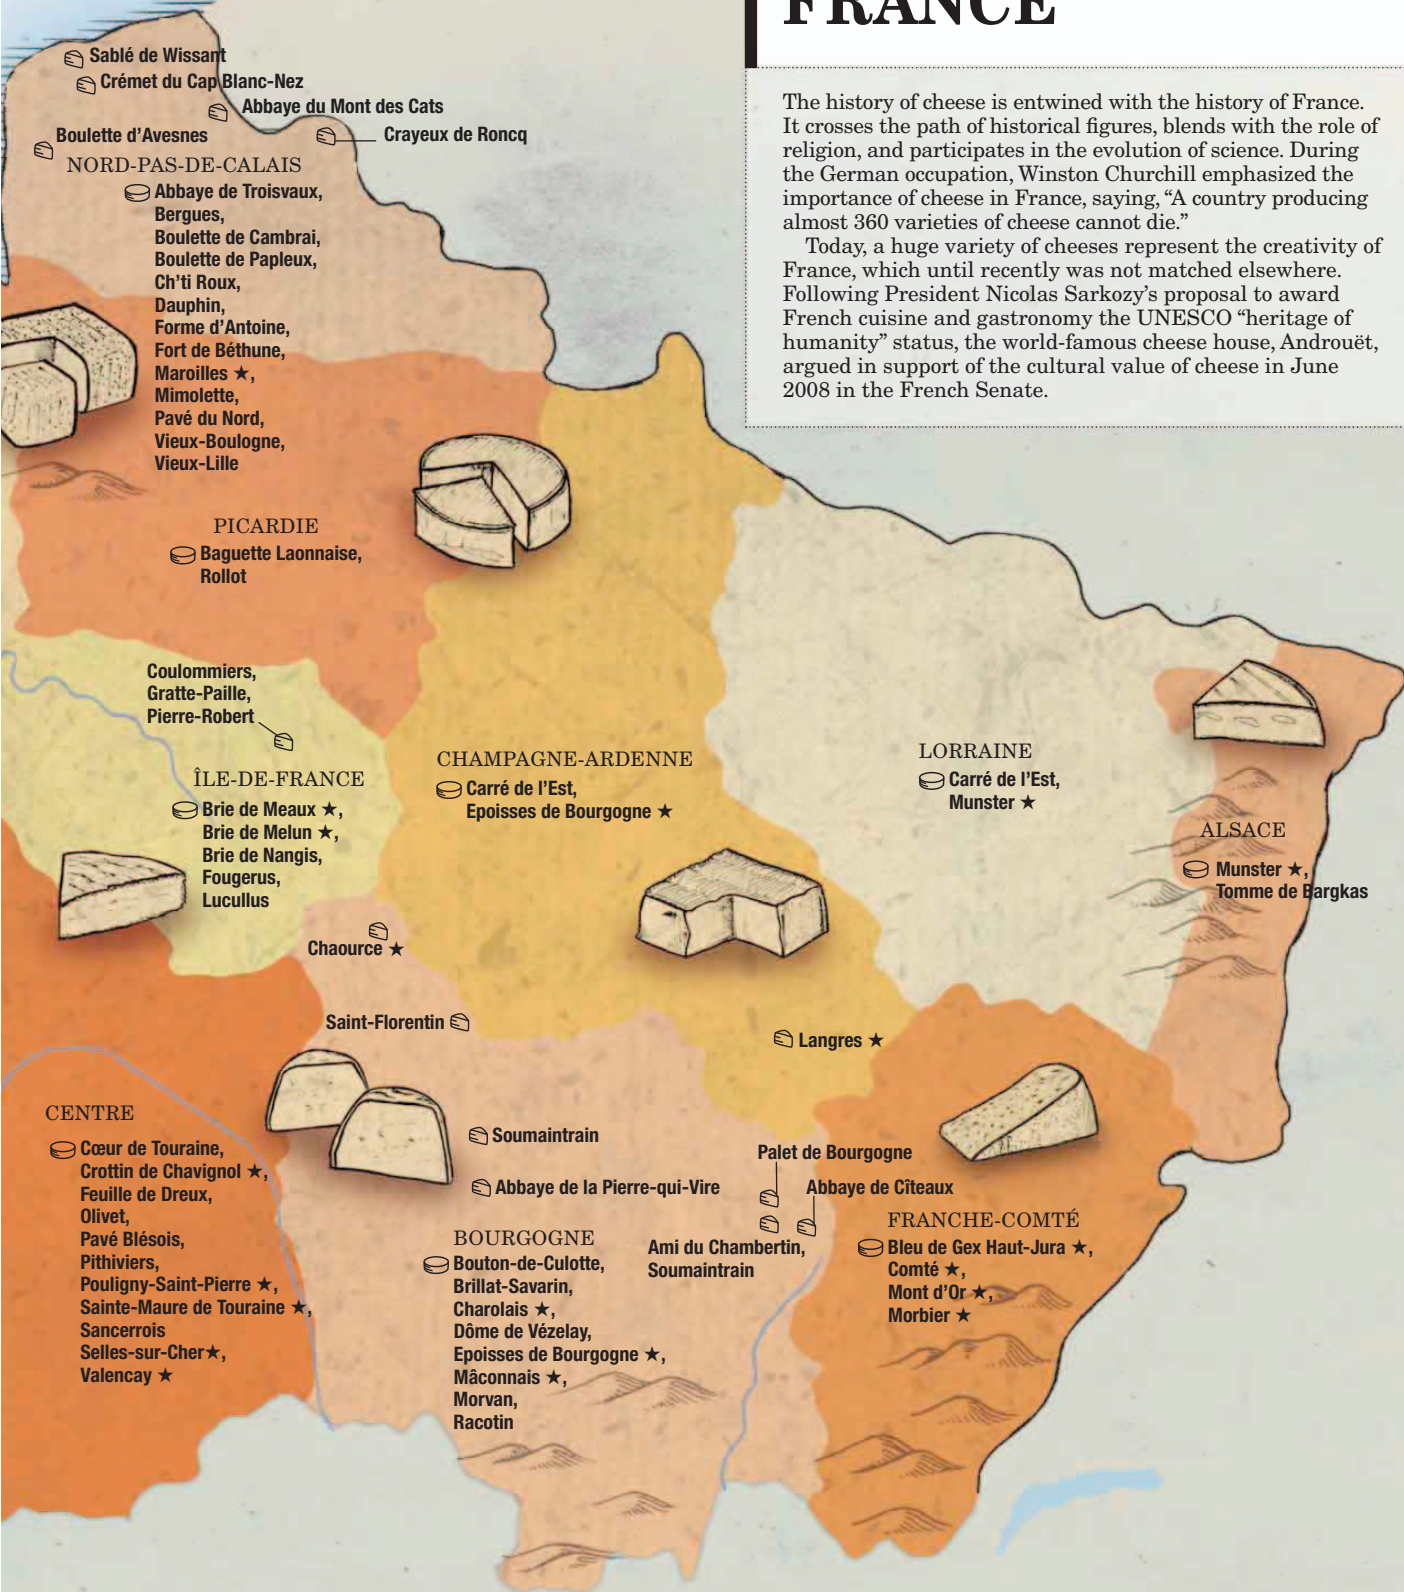 FRANCE
The history of cheese is entwined with the history of France.
It crosses the path of historical figures, blends with the role of
religion, and participates in the evolution of science. During
the German occupation, Winston Churchill emphasized the
importance of cheese in France, saying, “A country producing
almost 360 varieties of cheese cannot die.”
Today, a huge variety of cheeses represent the creativity of
France, which until recently was not matched elsewhere.
Following President Nicolas Sarkozy’s proposal to award
French cuisine and gastronomy the UNESCO “heritage of
humanity” status, the world-famous cheese house, Androuët,
argued in support of the cultural value of cheese in June
2008 in the French Senate.
Sablé de Wissant
Crémet du Cap Blanc-Nez
Abbaye du Mont des Cats
Boulette d’Avesnes
Crayeux de Roncq
NORD-PAS-DE-CALAIS
Abbaye de Troisvaux,
Bergues,
Boulette de Cambrai,
Boulette de Papleux,
Ch’ti Roux,
Dauphin,
Forme d’Antoine,
Fort de Béthune,
Maroilles ★,
Mimolette,
Pavé du Nord,
Vieux-Boulogne,
Vieux-Lille
PICARDIE
Baguette Laonnaise,
Rollot
Coulommiers,
Gratte-Paille,
Pierre-Robert
ÎLE-DE-FRANCE
Brie de Meaux ★,
Brie de Melun ★,
Brie de Nangis,
Fougerus,
Lucullus
CHAMPAGNE-ARDENNE
Carré de l’Est,
Epoisses de Bourgogne ★
LORRAINE
Carré de l’Est,
Munster ★
ALSACE
Munster ★,
Tomme de Bargkas
Chaource ★
Saint-Florentin
Langres ★
CENTRE
Cœur de Touraine,
Crottin de Chavignol ★,
Feuille de Dreux,
Olivet,
Pavé Blésois,
Pithiviers,
Pouligny-Saint-Pierre ★,
Sainte-Maure de Touraine ★,
Sancerrois
Selles-sur-Cher★,
Valencay ★
Soumaintrain
Abbaye de la Pierre-qui-Vire
Palet de Bourgogne
Abbaye de Cîteaux
Ami du Chambertin,
Soumaintrain
BOURGOGNE
Bouton-de-Culotte,
Brillat-Savarin,
Charolais ★,
Dôme de Vézelay,
Epoisses de Bourgogne ★,
Mâconnais ★,
Morvan,
Racotin
FRANCHE-COMTÉ
Bleu de Gex Haut-Jura ★,
Comté ★,
Mont d’Or ★,
Morbier ★